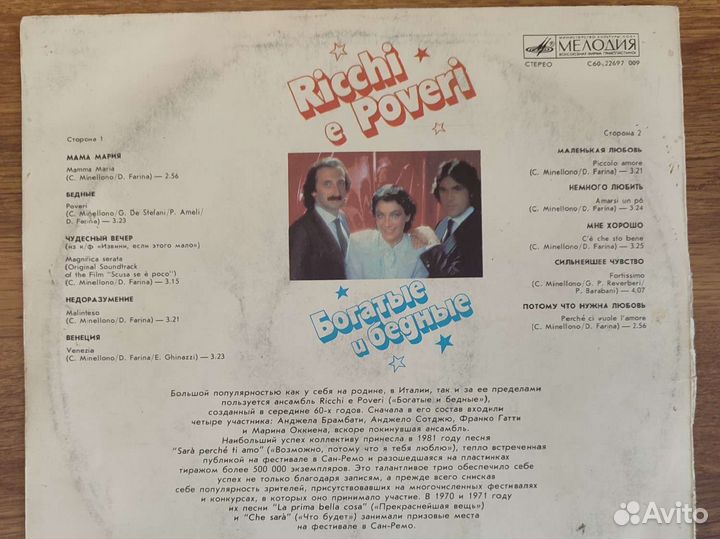 Ricchi
e Poveri
МИНИСТЕРСТВО КУЛЬТУРЫ СССР
МЕЛОДИЯ
ВСЕСОЮЗНАЯ ФИРМА ГРАМПЛАСТИНОК
СТЕРЕО С60—22697 009
Сторона 1
МАМА МАРИЯ
Mamma Maria
(C. Minellono/D. Farina) — 2.56
БЕДНЫЕ
Poveri
(C. Minellono/G. De Stefani/P. Ameli/
D. Farina) — 3.23
ЧУДЕСНЫЙ ВЕЧЕР
(из к/ф «Извини, если этого мало»)
Magnifica serata
(Original Soundtrack
of the Film "Scusa se è poco")
(C. Minellono/D. Farina) — 3.15
НЕДОРАЗУМЕНИЕ
Malinteso
(C. Minellono/D. Farina) — 3.21
ВЕНЕЦИЯ
Venezia
(C. Minellono/D. Farina/E. Ghinazzi) — 3.23
Сторона 2
МАЛЕНЬКАЯ ЛЮБОВЬ
Piccolo amore
(C. Minellono/D. Farina) — 3.21
НЕМНОГО ЛЮБИТЬ
Amarsi un pò
(C. Minellono/D. Farina) — 3.24
МНЕ ХОРОШО
C'è che sto bene
(C. Minellono/D. Farina) — 3.25
СИЛЬНЕЙШЕЕ ЧУВСТВО
Fortissimo
(C. Minellono/G. P. Reverberi/
P. Barabani) — 4.07
ПОТОМУ ЧТО НУЖНА ЛЮБОВЬ
Perché ci vuole l'amore
(C. Minellono/D. Farina) — 2.56
Богатые
и бедные
Большой популярностью как у себя на родине, в Италии, так и за ее пределами
пользуется ансамбль Ricchi e Poveri («Богатые и бедные»),
созданный в середине 60-х годов. Сначала в его состав входили
четыре участника: Анджела Брамбати, Анджело Сотджю, Франко Гатти
и Марина Оккиена, вскоре покинувшая ансамбль.
Наибольший успех коллективу принесла в 1981 году песня
"Sarà perché ti amo" («Возможно, потому что я тебя люблю»), тепло встреченная
публикой на фестивале в Сан-Ремо и разошедшаяся на пластинках
тиражом более 500 000 экземпляров. Это талантливое трио обеспечило себе
успех не только благодаря записям, а прежде всего снискав
себе популярность зрителей, присутствовавших на многочисленных фестивалях
и конкурсах, в которых оно принимало участие. В 1970 и 1971 году
их песни "La prima bella cosa" («Прекраснейшая вещь»)
и "Che sarà" («Что будет») занимали призовые места
на фестивале в Сан-Ремо.
Avito